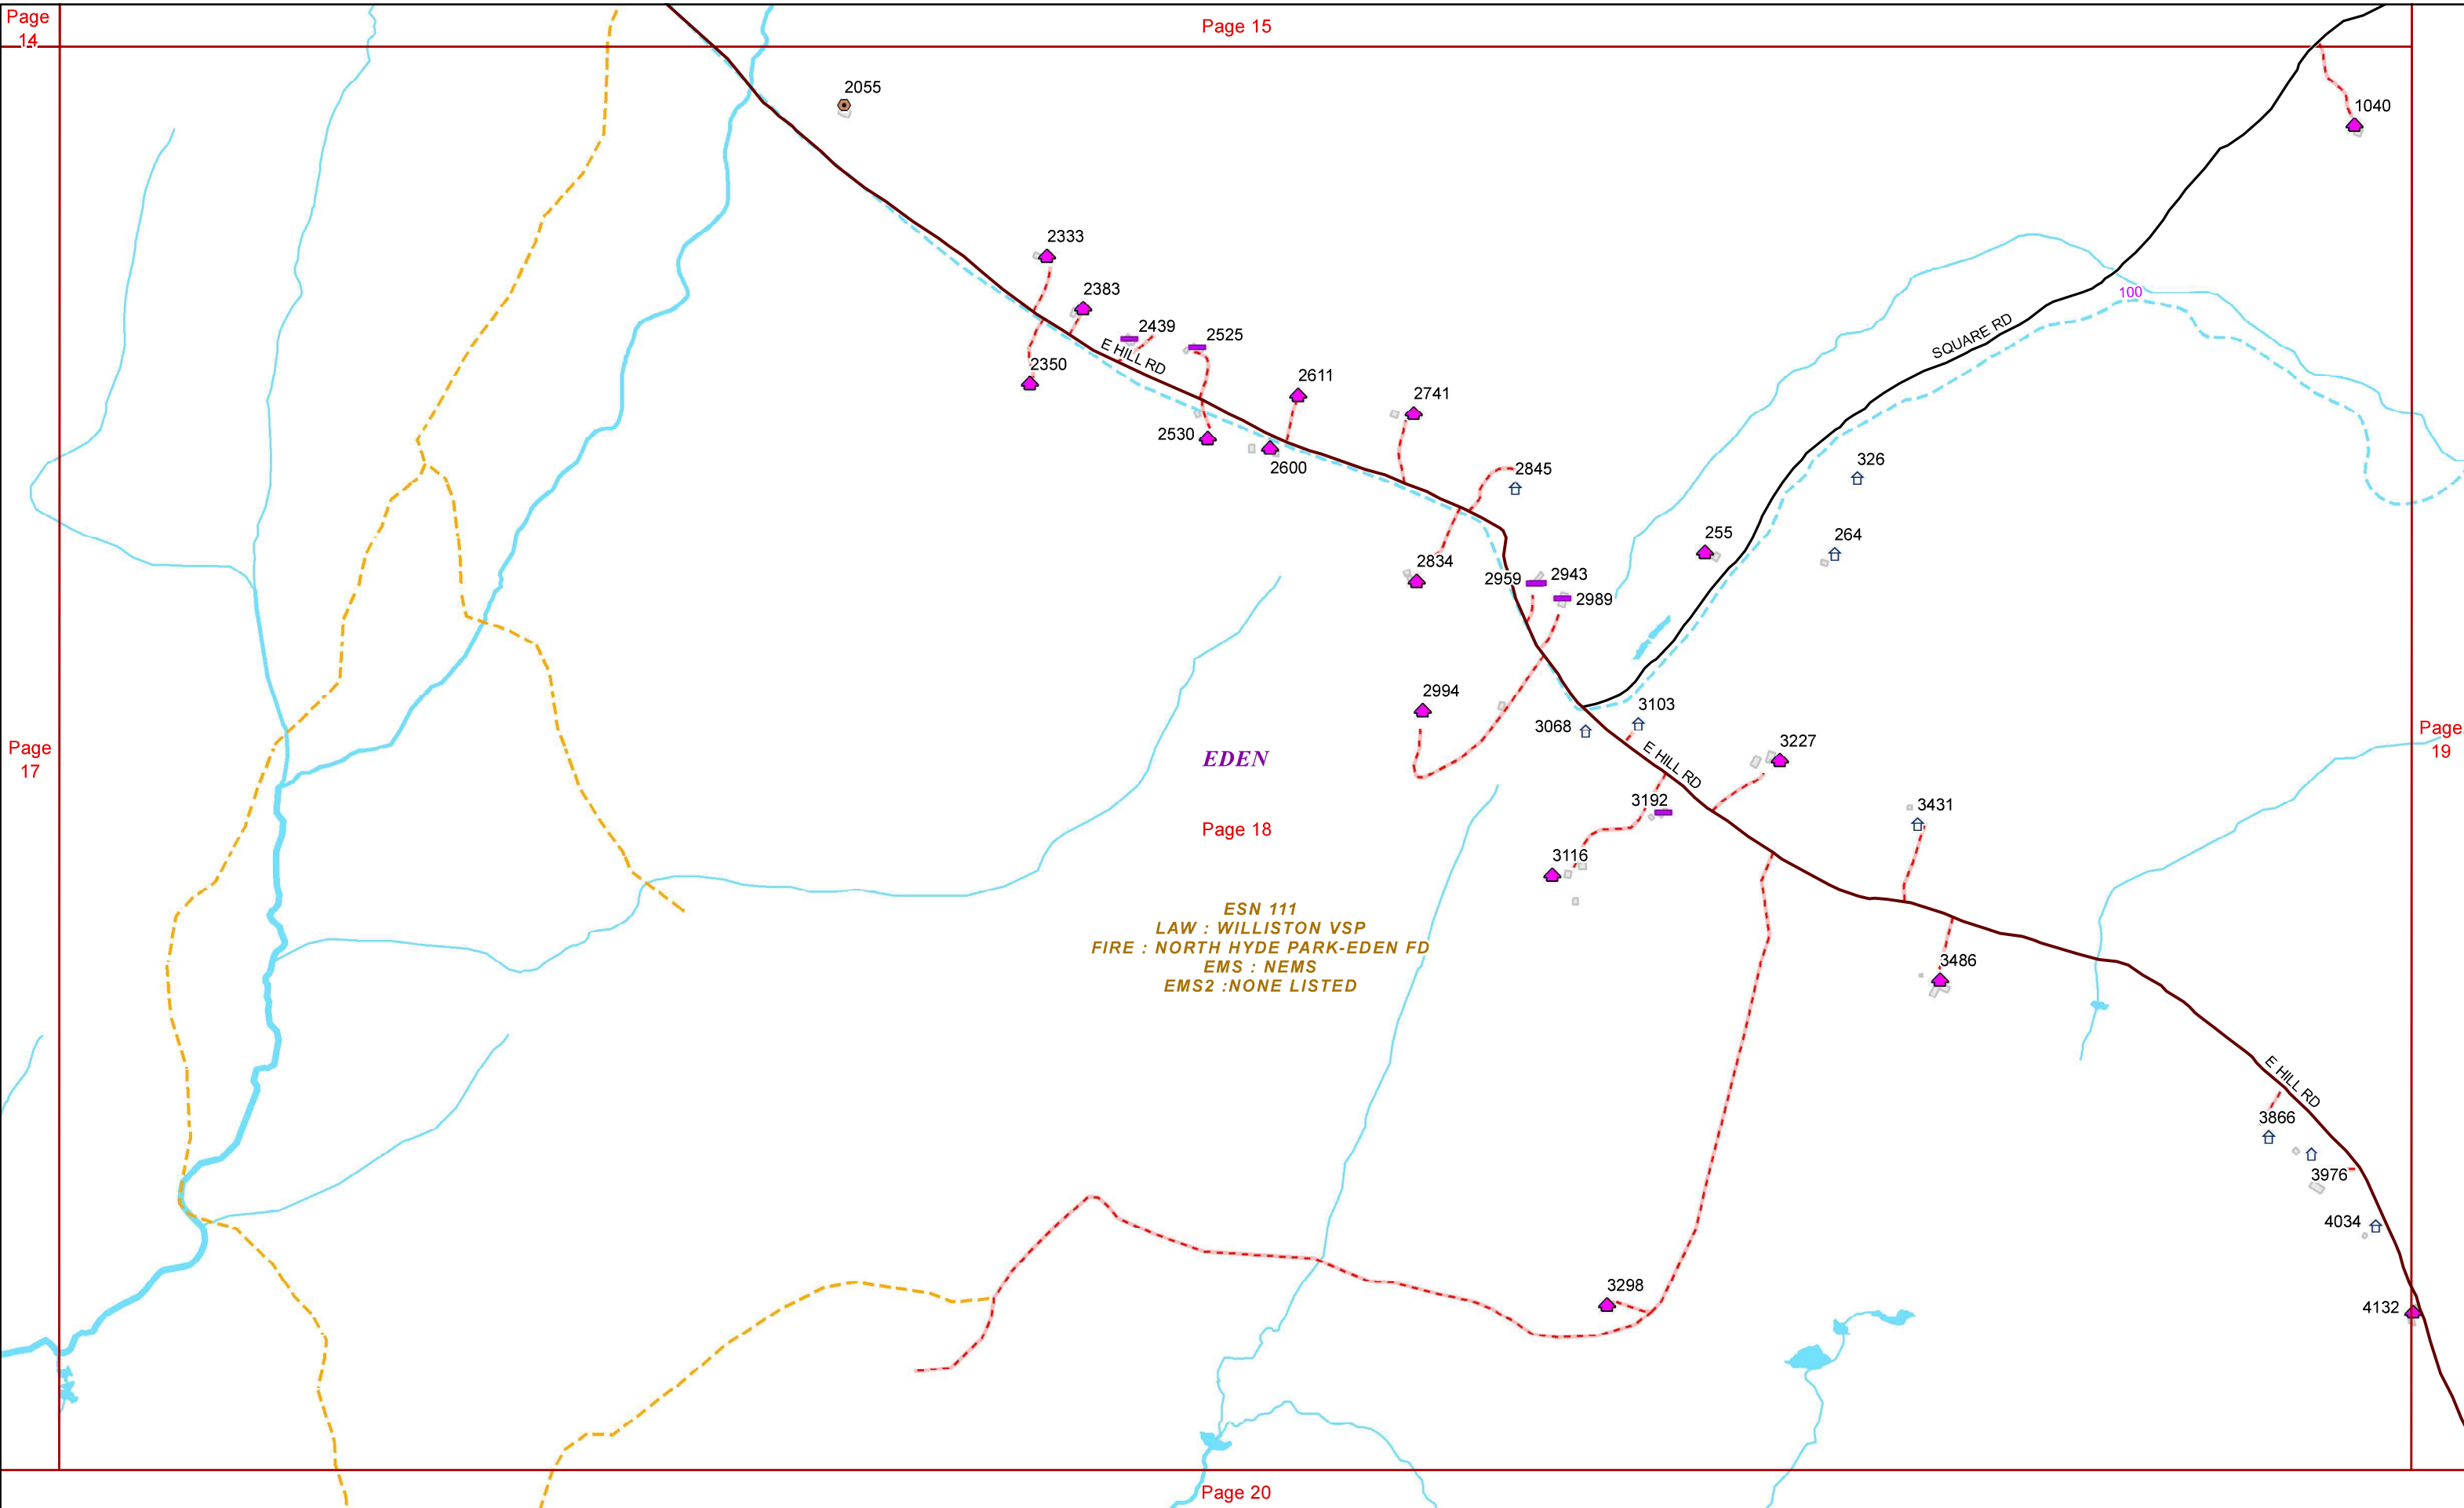 Page
14
Page 15
2055
1040
2333
2383
100
2439
2525
SQUARE RD
E HILL RD
2350
2611
2741
2530
2600
2845
326
255
264
2834
2959
2943
2989
2994
3103
3068
Page
17
EDEN
E HILL RD
3227
Page
19
3192
3431
Page 18
3116
ESN 111
LAW : WILLISTON VSP
FIRE : NORTH HYDE PARK-EDEN FD
EMS : NEMS
EMS2 :NONE LISTED
3486
E HILL RD
3866
3976
4034
3298
4132
Page 20